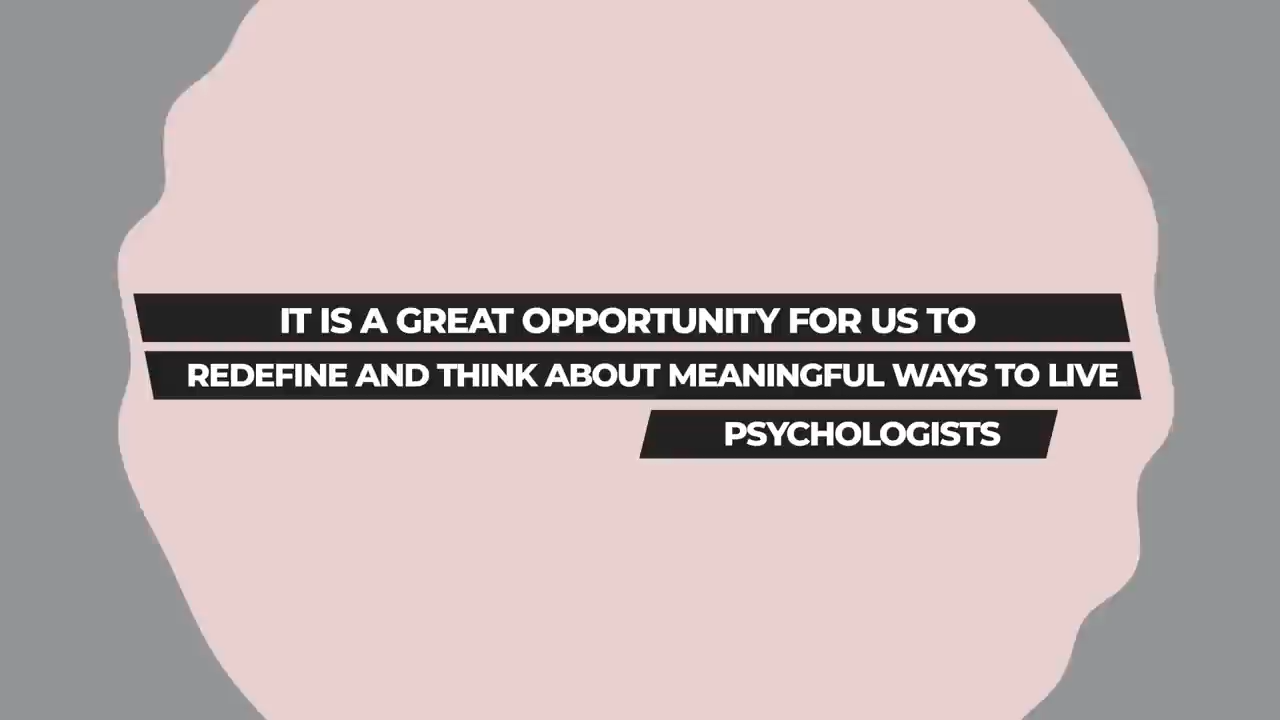 IT IS A GREAT OPPORTUNITY FOR US TO
REDEFINE AND THINK ABOUT MEANINGFUL WAYS TO LIVE
PSYCHOLOGISTS